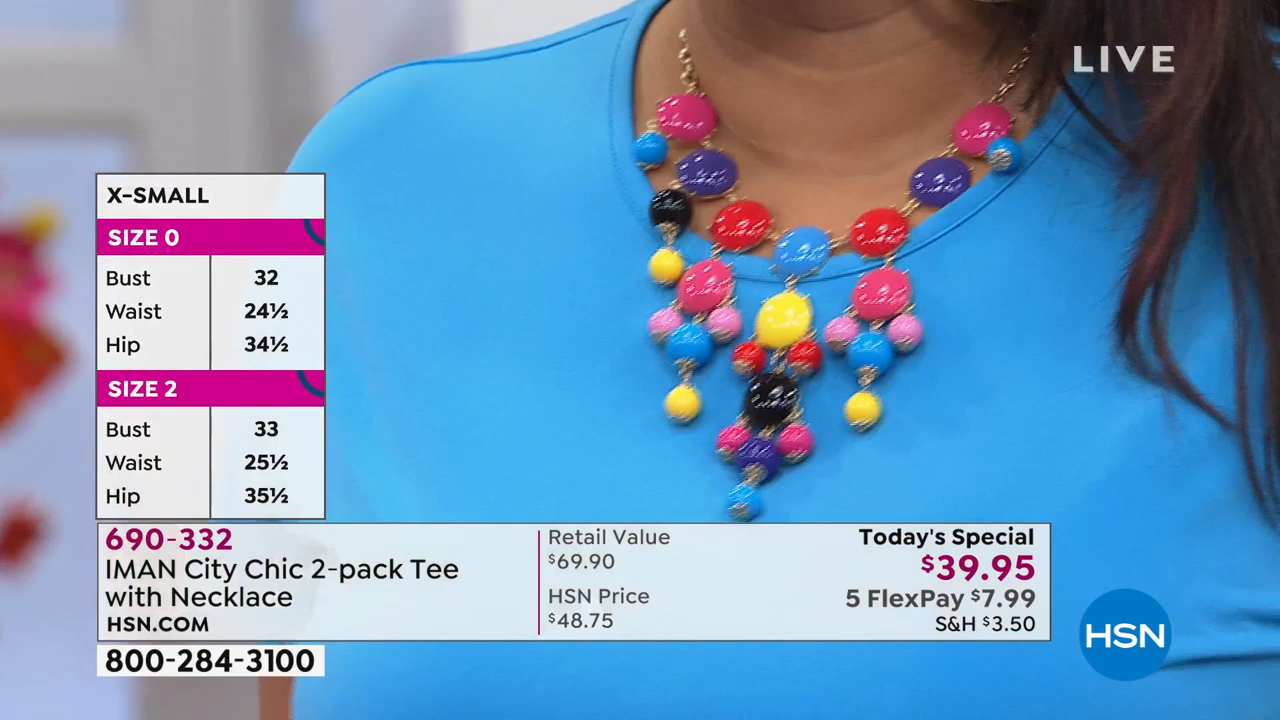 LIVE
X-SMALL
SIZE 0
Bust 32
Waist 24½
Hip 34½
SIZE 2
Bust 33
Waist 25½
Hip 35½
690-332
IMAN City Chic 2-pack Tee
with Necklace
HSN.COM
Retail Value
$69.90
HSN Price
$48.75
Today's Special
$39.95
5 FlexPay $7.99
S&H $3.50
800-284-3100
HSN